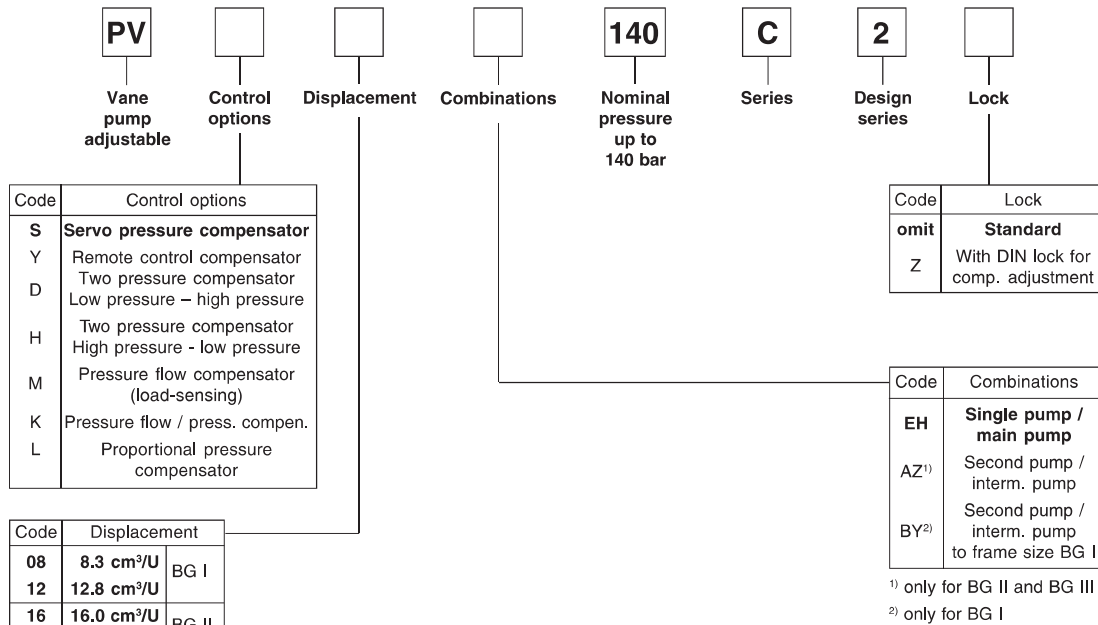 PV 140 C 2
Vane pump adjustable
Control options
Displacement
Combinations
Nominal pressure up to 140 bar
Series
Design series
Lock
Code Control options
S Servo pressure compensator
Y Remote control compensator
D Two pressure compensator
Low pressure – high pressure
H Two pressure compensator
High pressure - low pressure
M Pressure flow compensator
(load-sensing)
K Pressure flow / press. compen.
L Proportional pressure
compensator
Code Lock
omit Standard
Z With DIN lock for
comp. adjustment
Code Combinations
EH Single pump /
main pump
AZ¹⁾ Second pump /
interm. pump
BY²⁾ Second pump /
interm. pump
to frame size BG I
¹⁾ only for BG II and BG III
²⁾ only for BG I
Code Displacement
08 8.3 cm³/U BG I
12 12.8 cm³/U
16 16.0 cm³/U BG II